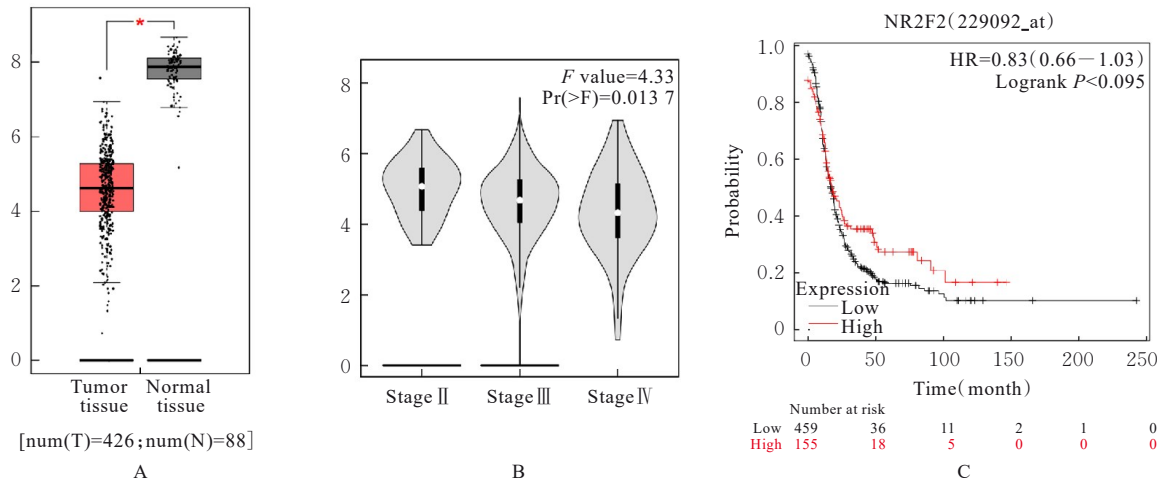 *
8
6
4
2
0
Tumor tissue
Normal tissue
[num(T)=426;num(N)=88]
A
F value=4.33
Pr(>F)=0.013 7
8
6
4
2
0
Stage Ⅱ
Stage Ⅲ
Stage Ⅳ
B
NR2F2(229092_at)
HR=0.83(0.66−1.03)
Logrank P<0.095
Probability
1.0
0.8
0.6
0.4
0.2
0
Expression
Low
High
0 50 100 150 200 250
Time(month)
Number at risk
Low 459 36 11 2 1 0
High 155 18 5 0 0 0
C